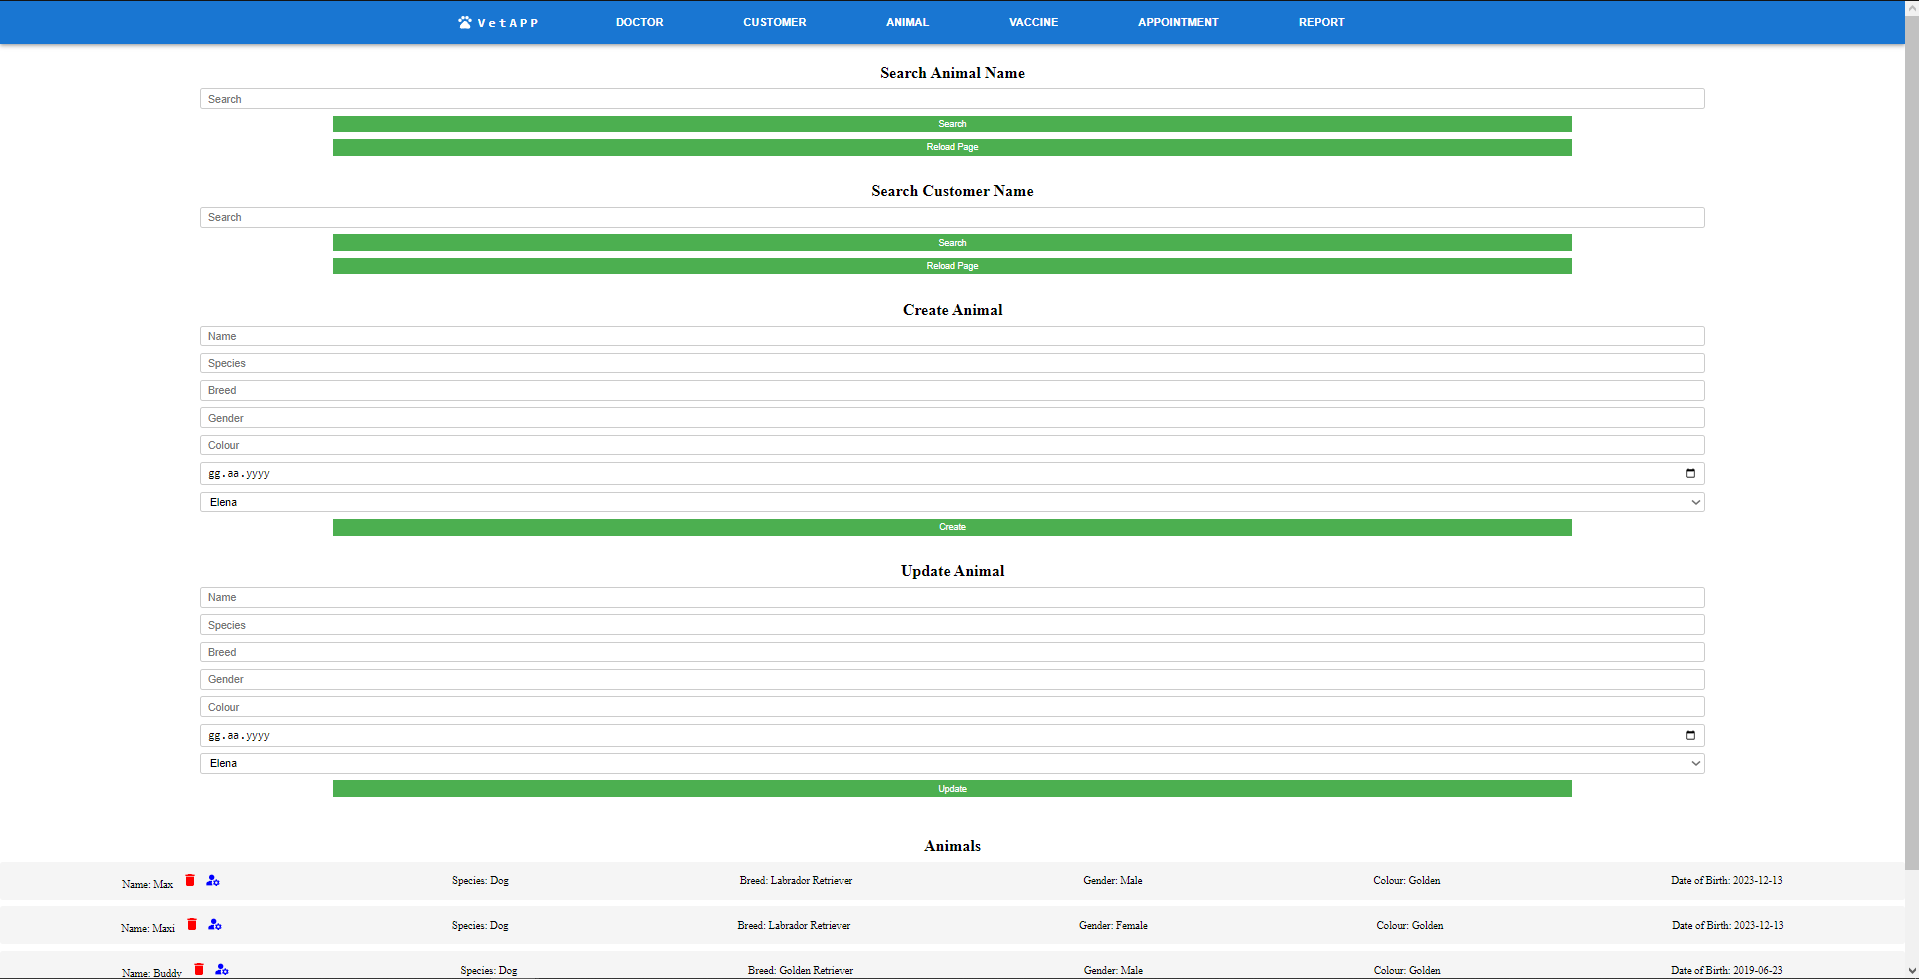 VetAPP DOCTOR CUSTOMER ANIMAL VACCINE APPOINTMENT REPORT
Search Animal Name
Search
Search
Reload Page
Search Customer Name
Search
Search
Reload Page
Create Animal
Name
Species
Breed
Gender
Colour
gg.aa.yyyy
Elena
Create
Update Animal
Name
Species
Breed
Gender
Colour
gg.aa.yyyy
Elena
Update
Animals
Name: Max Species: Dog Breed: Labrador Retriever Gender: Male Colour: Golden Date of Birth: 2023-12-13
Name: Maxi Species: Dog Breed: Labrador Retriever Gender: Female Colour: Golden Date of Birth: 2023-12-13
Name: Buddy Species: Dog Breed: Golden Retriever Gender: Male Colour: Golden Date of Birth: 2019-06-23